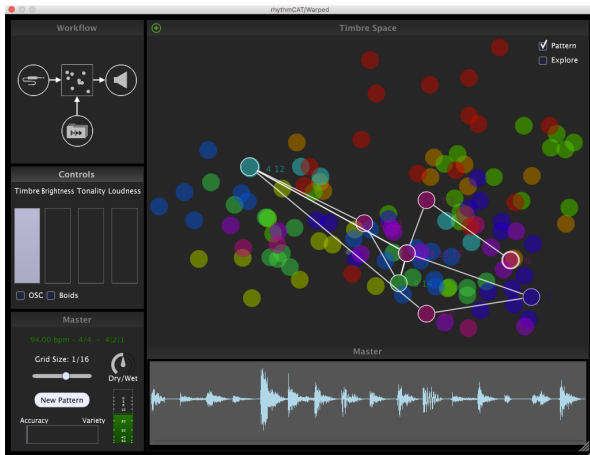 rhythmCAT/Warped
Workflow
Timbre Space
Pattern
Explore
4 12
Controls
Timbre Brightness Tonality Loudness
OSC
Boids
Master
94.00 bpm - 4/4 - 4|2|1
Grid Size: 1/16
Dry/Wet
New Pattern
Accuracy
Variety
Master